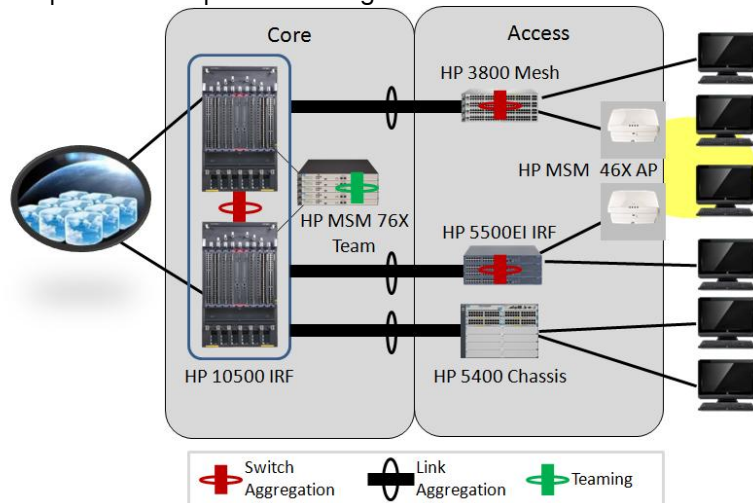 Core
Access
HP 3800 Mesh
HP MSM 46X AP
HP MSM 76X
Team
HP 5500EI IRF
HP 10500 IRF
HP 5400 Chassis
Switch
Aggregation
Link
Aggregation
Teaming